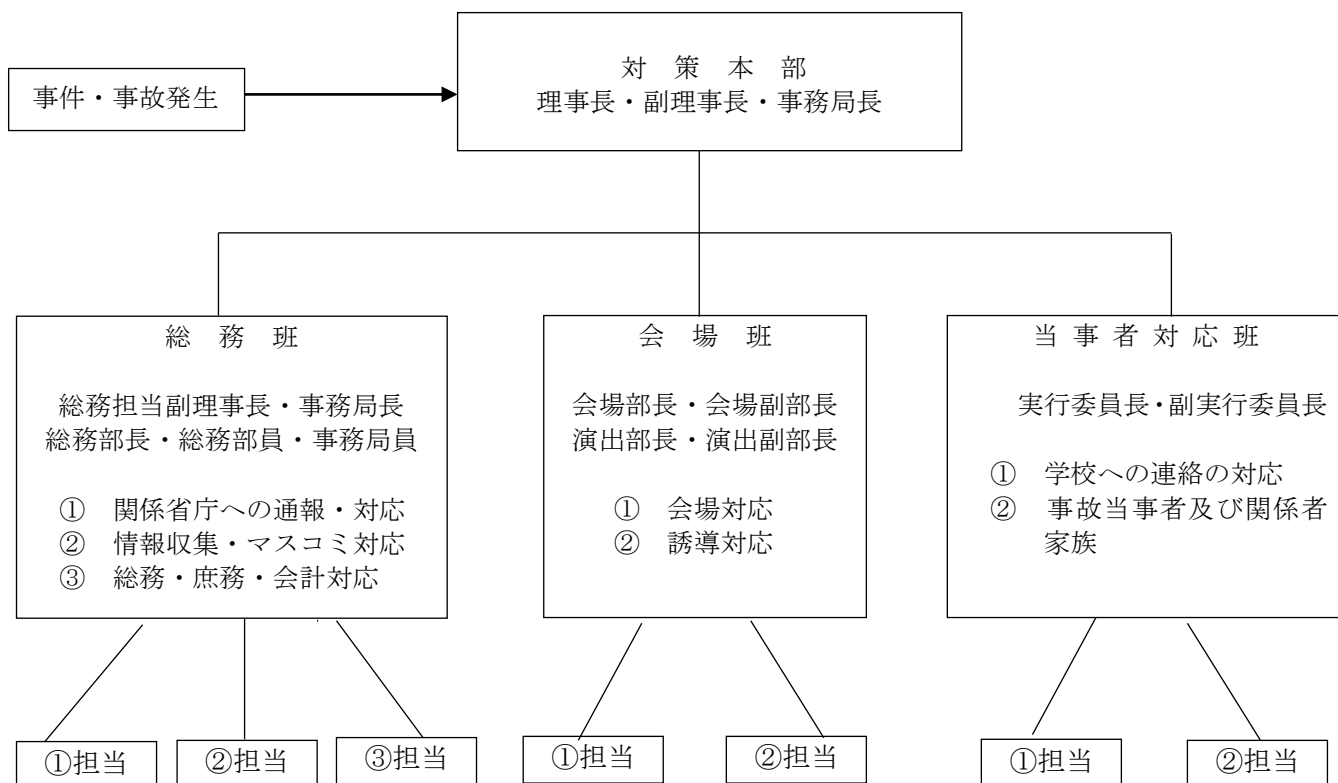 対　策　本　部
理事長・副理事長・事務局長
事件・事故発生
総　務　班
総務担当副理事長・事務局長
総務部長・総務部員・事務局員
①　関係省庁への通報・対応
②　情報収集・マスコミ対応
③　総務・庶務・会計対応
会　場　班
会場部長・会場副部長
演出部長・演出副部長
①　会場対応
②　誘導対応
当 事 者 対 応 班
実行委員長・副実行委員長
①　学校への連絡の対応
②　事故当事者及び関係者
家族
①担当
②担当
③担当
①担当
②担当
①担当
②担当